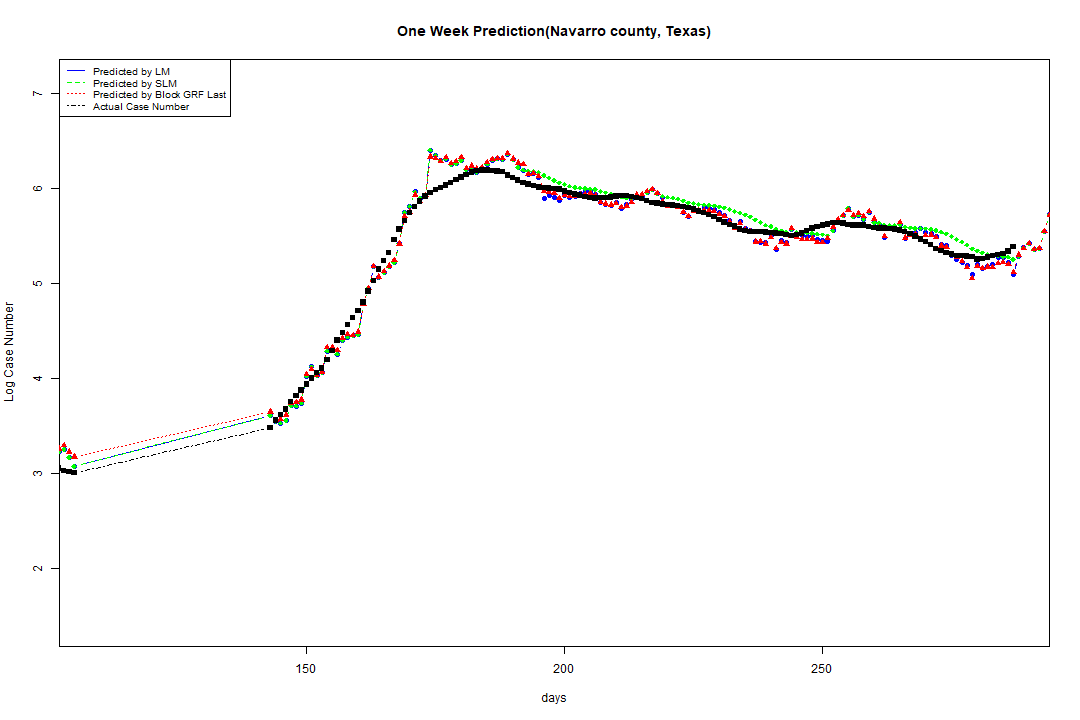 One Week Prediction(Navarro county, Texas)
Predicted by LM
Predicted by SLM
Predicted by Block GRF Last
Actual Case Number
7
6
5
4
3
2
Log Case Number
150 200 250
days